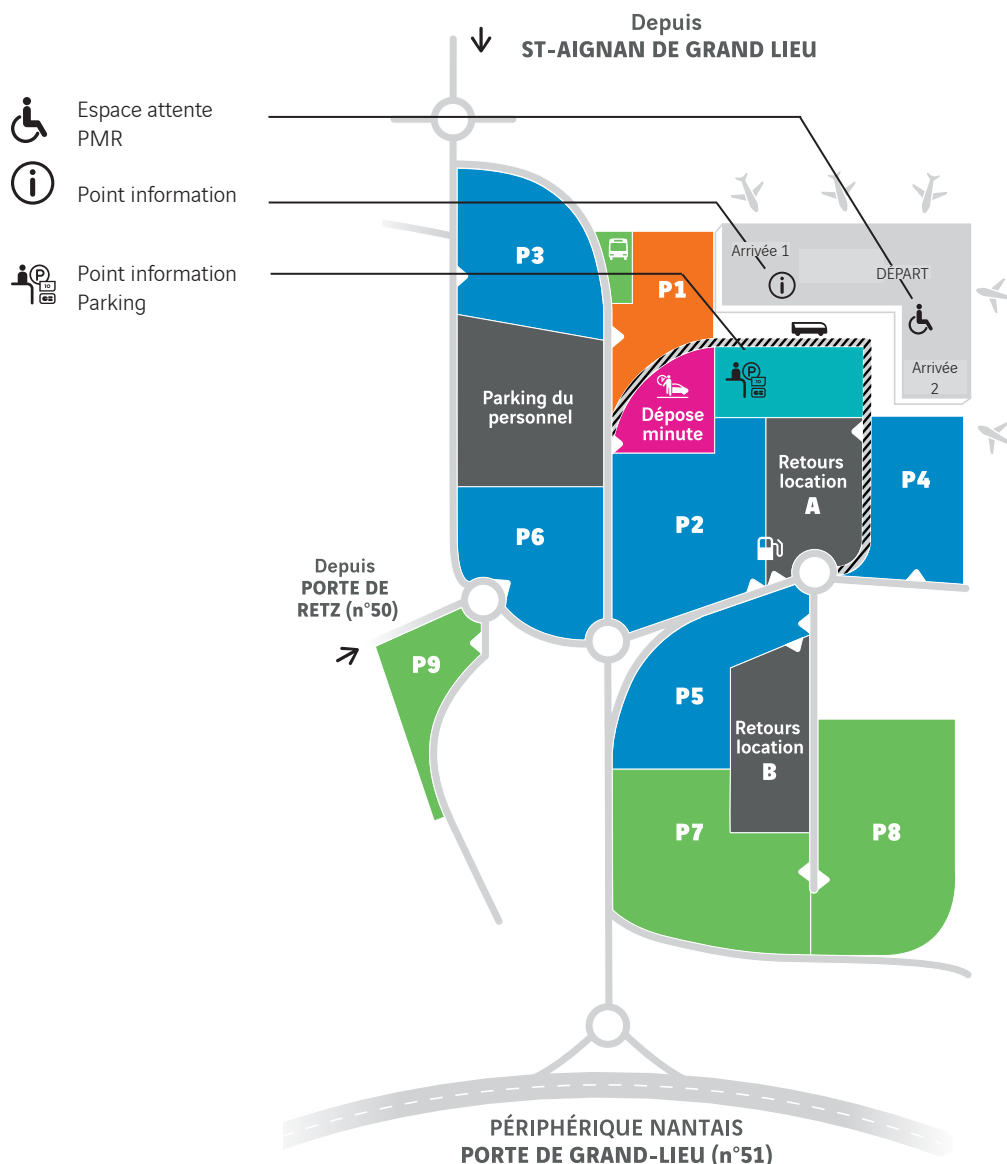 Depuis
ST-AIGNAN DE GRAND LIEU
Espace attente
PMR
Point information
Point information
Parking
P
10
P3
P1
Arrivée 1
DÉPART
Arrivée
2
Parking du
personnel
P
Dépose
minute
P
10
Retours
location
A
P4
P2
P6
Depuis
PORTE DE
RETZ (n°50)
P9
P5
Retours
location
B
P7
P8
PÉRIPHÉRIQUE NANTAIS
PORTE DE GRAND-LIEU (n°51)